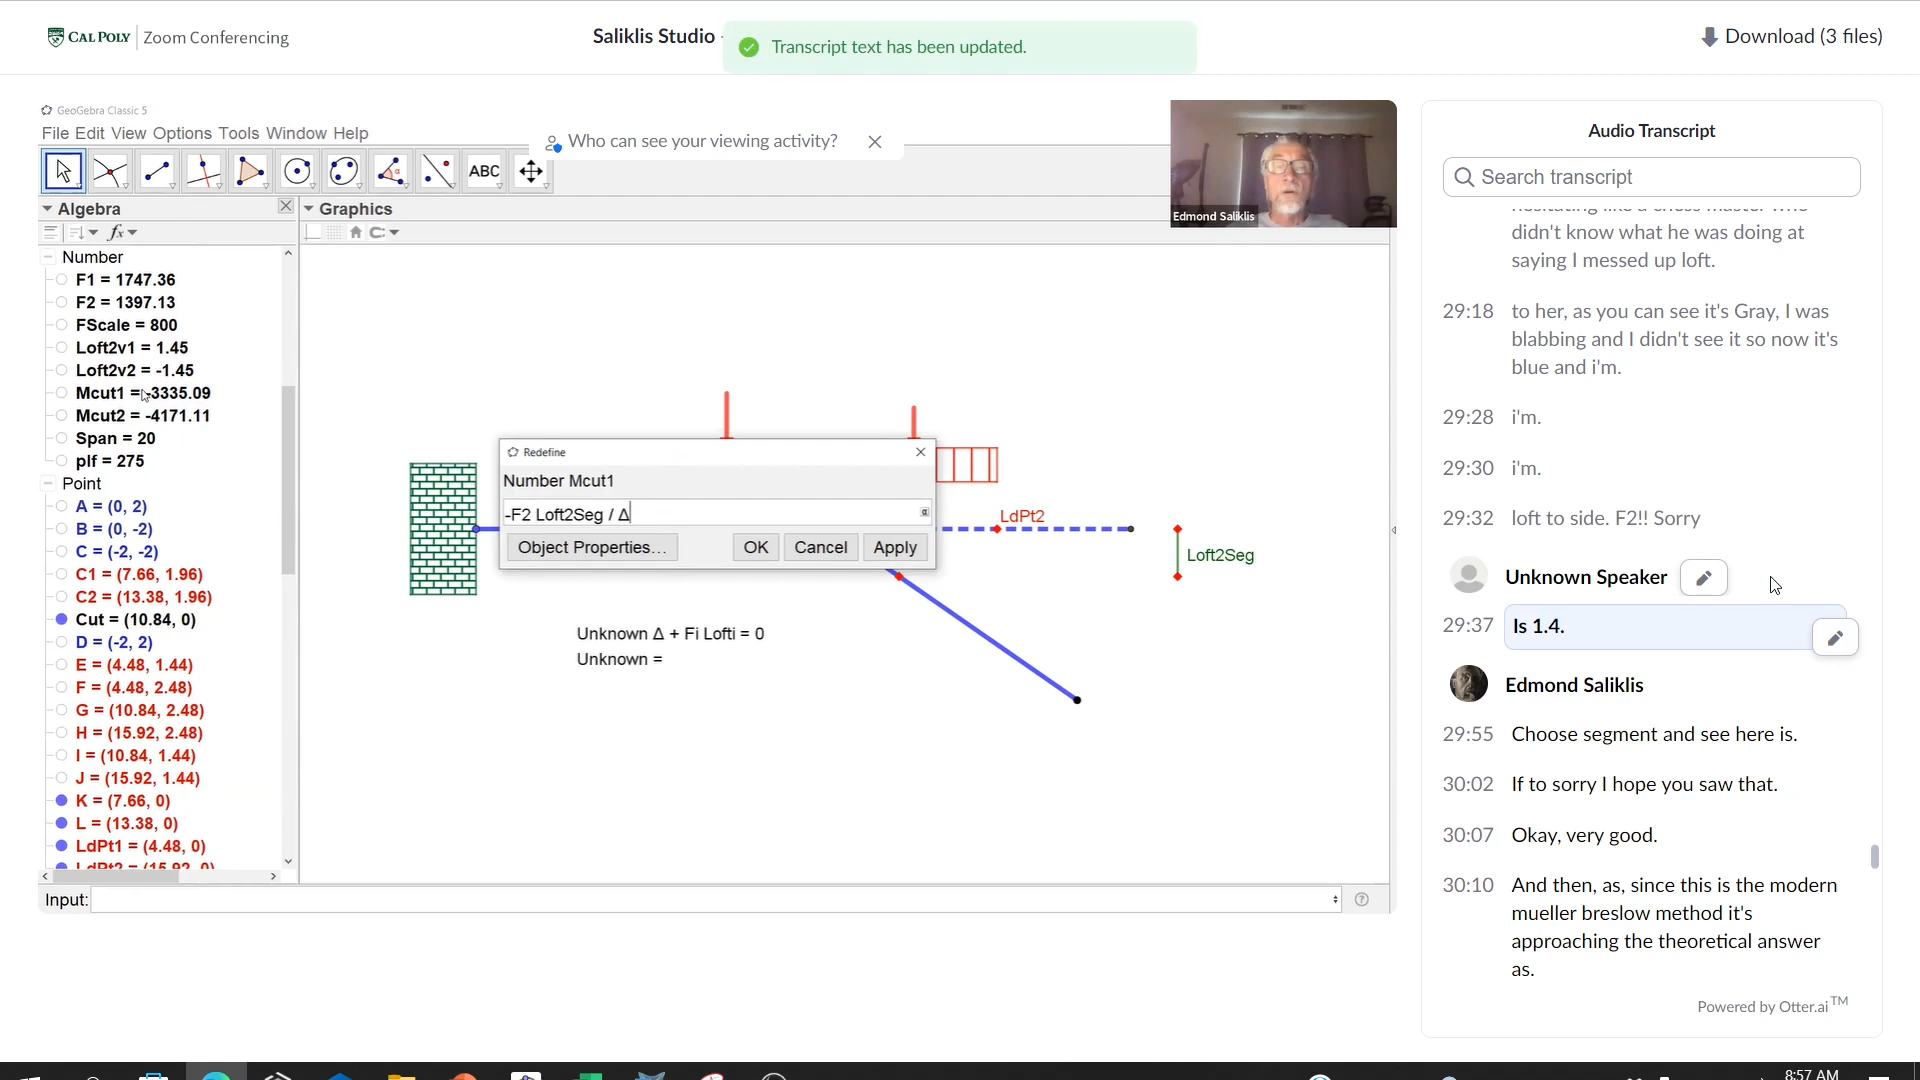 CAL POLY
Zoom Conferencing
Saliklis Studio -
Transcript text has been updated.
Download (3 files)
GeoGebra Classic 5
File Edit View Options Tools Window Help
Who can see your viewing activity?
ABC
Edmond Saliklis
Algebra
Graphics
fx
Number
F1 = 1747.36
F2 = 1397.13
FScale = 800
Loft2v1 = 1.45
Loft2v2 = -1.45
Mcut1 = -3335.09
Mcut2 = -4171.11
Span = 20
plf = 275
Point
A = (0, 2)
B = (0, -2)
C = (-2, -2)
C1 = (7.66, 1.96)
C2 = (13.38, 1.96)
Cut = (10.84, 0)
D = (-2, 2)
E = (4.48, 1.44)
F = (4.48, 2.48)
G = (10.84, 2.48)
H = (15.92, 2.48)
I = (10.84, 1.44)
J = (15.92, 1.44)
K = (7.66, 0)
L = (13.38, 0)
LdPt1 = (4.48, 0)
LdPt2 = (15.92, 0)
Redefine
Number Mcut1
-F2 Loft2Seg / Δ
α
Object Properties…
OK
Cancel
Apply
LdPt2
Loft2Seg
Unknown Δ + Fi Lofti = 0
Unknown =
Input:
Audio Transcript
Search transcript
hesitating like a chess master who
didn't know what he was doing at
saying I messed up loft.
29:18 to her, as you can see it's Gray, I was
blabbing and I didn't see it so now it's
blue and i'm.
29:28 i'm.
29:30 i'm.
29:32 loft to side. F2!! Sorry
Unknown Speaker
29:37 Is 1.4.
Edmond Saliklis
29:55 Choose segment and see here is.
30:02 If to sorry I hope you saw that.
30:07 Okay, very good.
30:10 And then, as, since this is the modern
mueller breslow method it's
approaching the theoretical answer
as.
Powered by Otter.ai™
8:57 AM